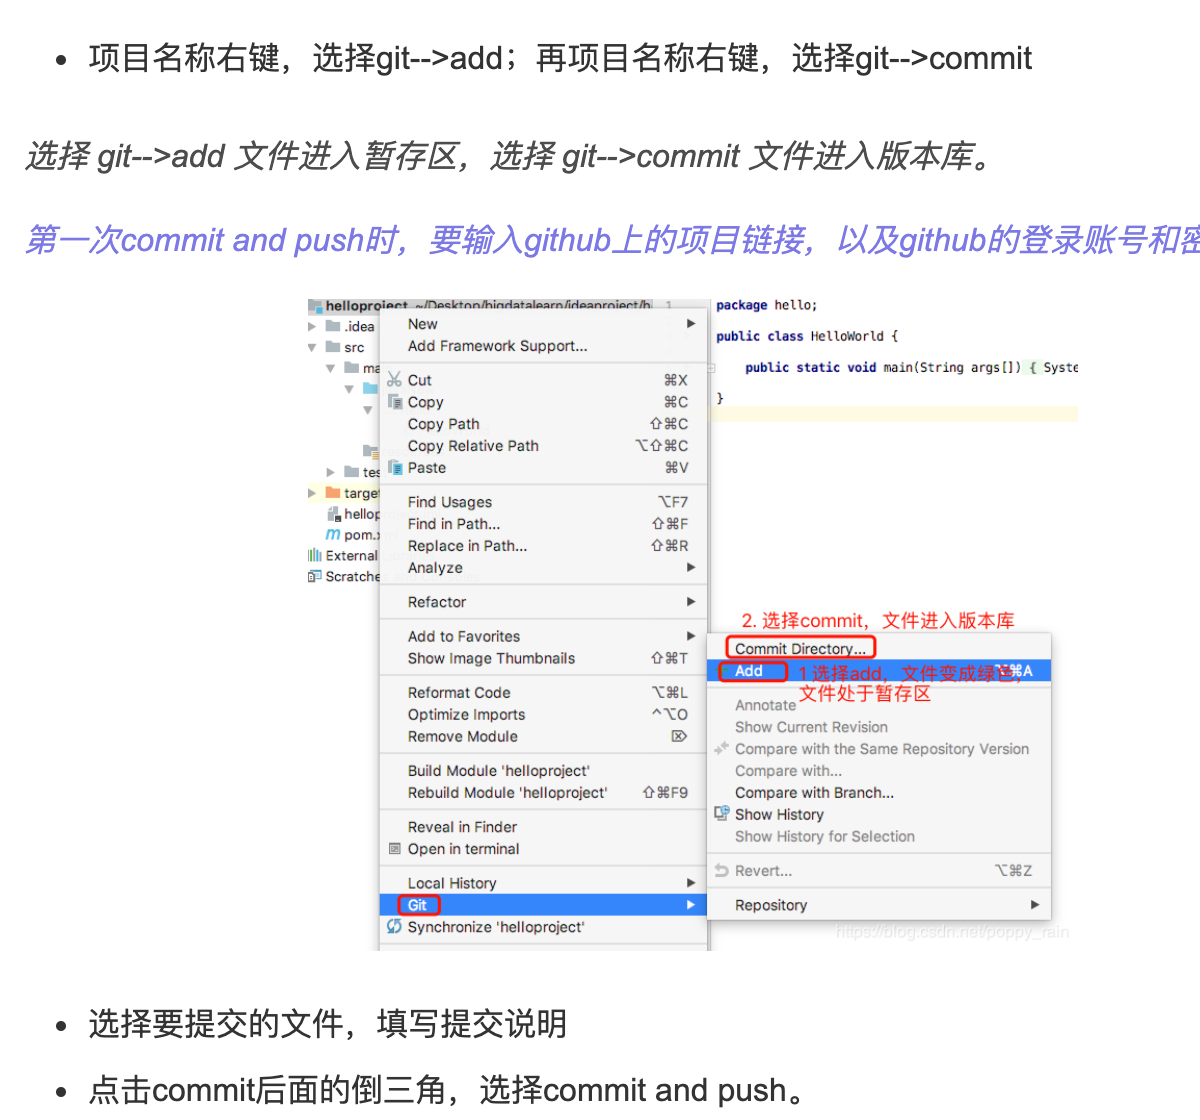 项目名称右键，选择git-->add；再项目名称右键，选择git-->commit
选择 git-->add 文件进入暂存区，选择 git-->commit 文件进入版本库。
第一次commit and push时，要输入github上的项目链接，以及github的登录账号和密
helloproject ~/Desktop/bigdatalearn/ideaproject/h
.idea
src
ma
tes
target
hellop
pom.x
External
Scratche
1
package hello;
public class HelloWorld {
public static void main(String args[]) { Syste
}
New
Add Framework Support...
Cut ⌘X
Copy ⌘C
Copy Path ⇧⌘C
Copy Relative Path ⌥⇧⌘C
Paste ⌘V
Find Usages ⌥F7
Find in Path... ⇧⌘F
Replace in Path... ⇧⌘R
Analyze
Refactor
Add to Favorites
Show Image Thumbnails ⇧⌘T
Reformat Code ⌥⌘L
Optimize Imports ^⌥O
Remove Module ⌦
Build Module 'helloproject'
Rebuild Module 'helloproject' ⇧⌘F9
Reveal in Finder
Open in terminal
Local History
Git
Synchronize 'helloproject'
2. 选择commit，文件进入版本库
Commit Directory...
Add ⌥⌘A
1 选择add，文件变成绿色，
文件处于暂存区
Annotate
Show Current Revision
Compare with the Same Repository Version
Compare with...
Compare with Branch...
Show History
Show History for Selection
Revert... ⌥⌘Z
Repository
https://blog.csdn.net/poppy_rain
选择要提交的文件，填写提交说明
点击commit后面的倒三角，选择commit and push。